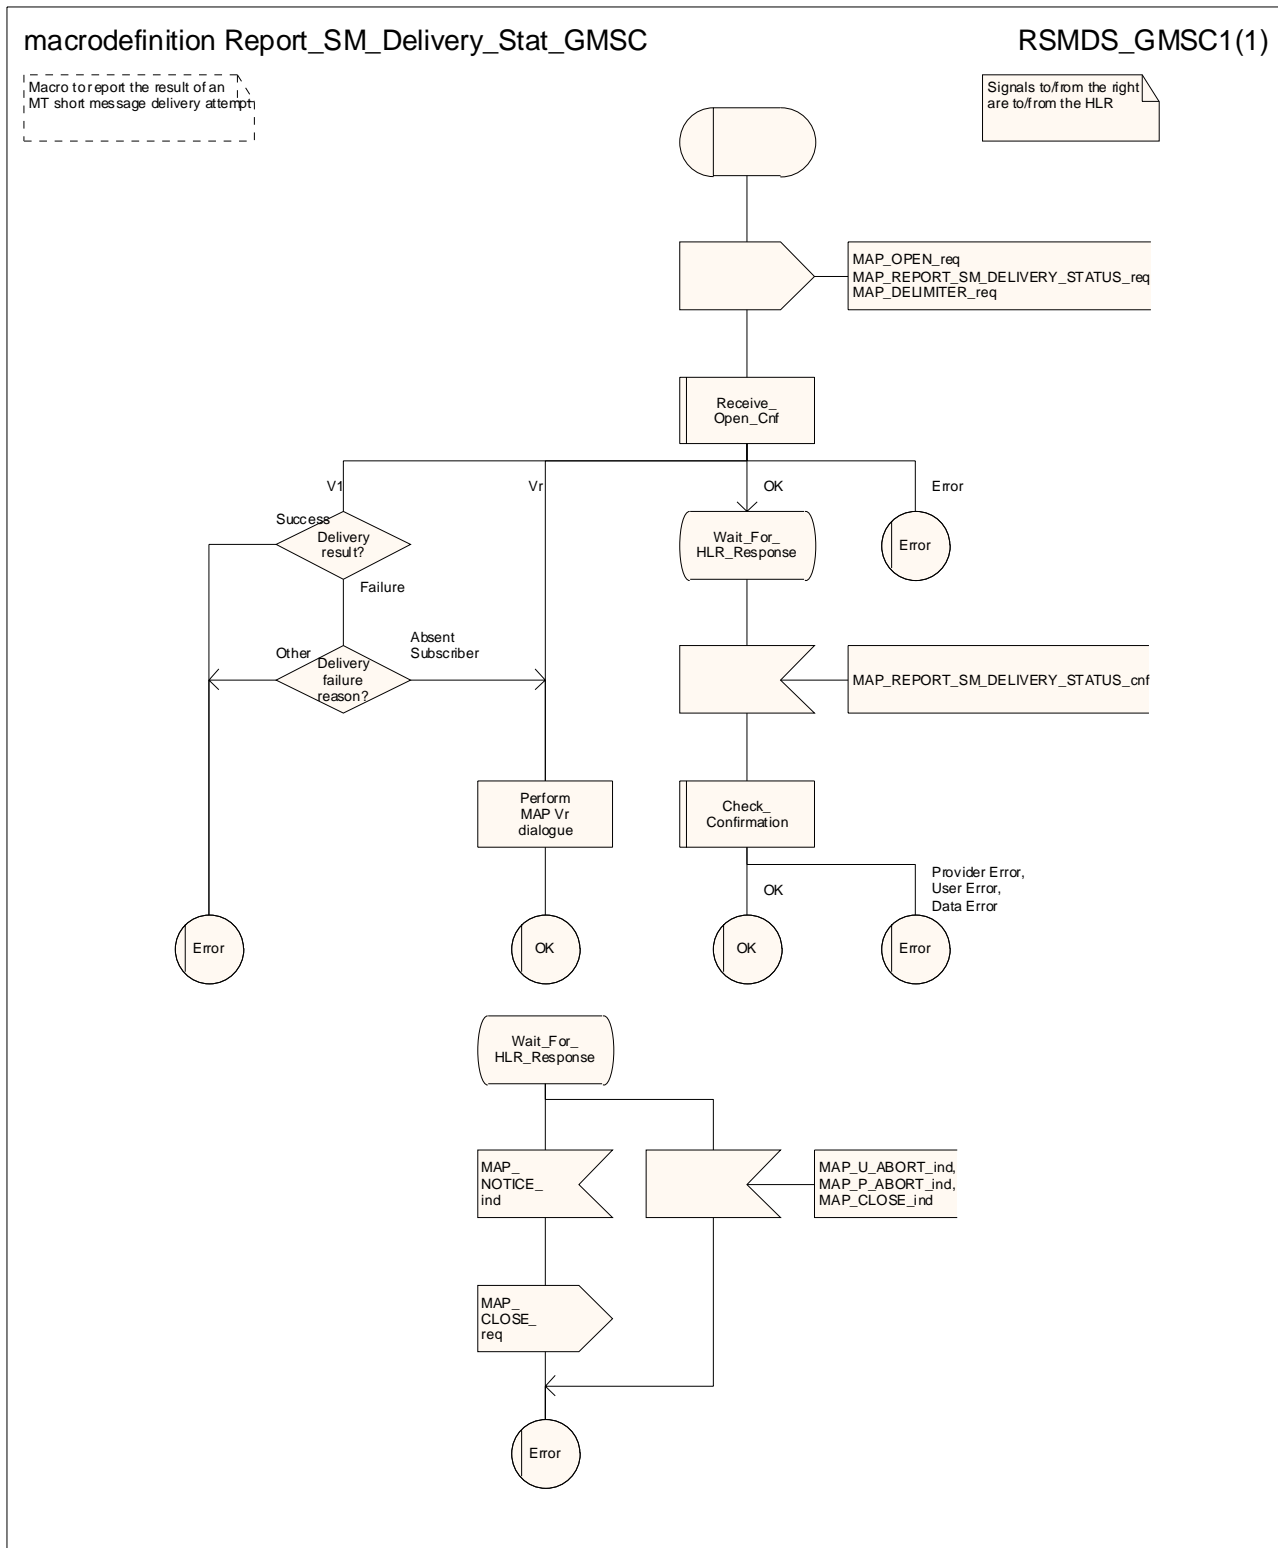 macrodefinition Report_SM_Delivery_Stat_GMSC
RSMDS_GMSC1(1)
Macro to report the result of an
MT short message delivery attempt
Signals to/from the right
are to/from the HLR
MAP_OPEN_req
MAP_REPORT_SM_DELIVERY_STATUS_req
MAP_DELIMITER_req
Receive_
Open_Cnf
V1
Vr
OK
Error
Success
Delivery
result?
Wait_For_
HLR_Response
Error
Failure
Other
Absent
Subscriber
Delivery
failure
reason?
MAP_REPORT_SM_DELIVERY_STATUS_cnf
Perform
MAP Vr
dialogue
Check_
Confirmation
OK
Provider Error,
User Error,
Data Error
Error
OK
OK
Error
Wait_For_
HLR_Response
MAP_
NOTICE_
ind
MAP_U_ABORT_ind,
MAP_P_ABORT_ind,
MAP_CLOSE_ind
MAP_
CLOSE_
req
Error